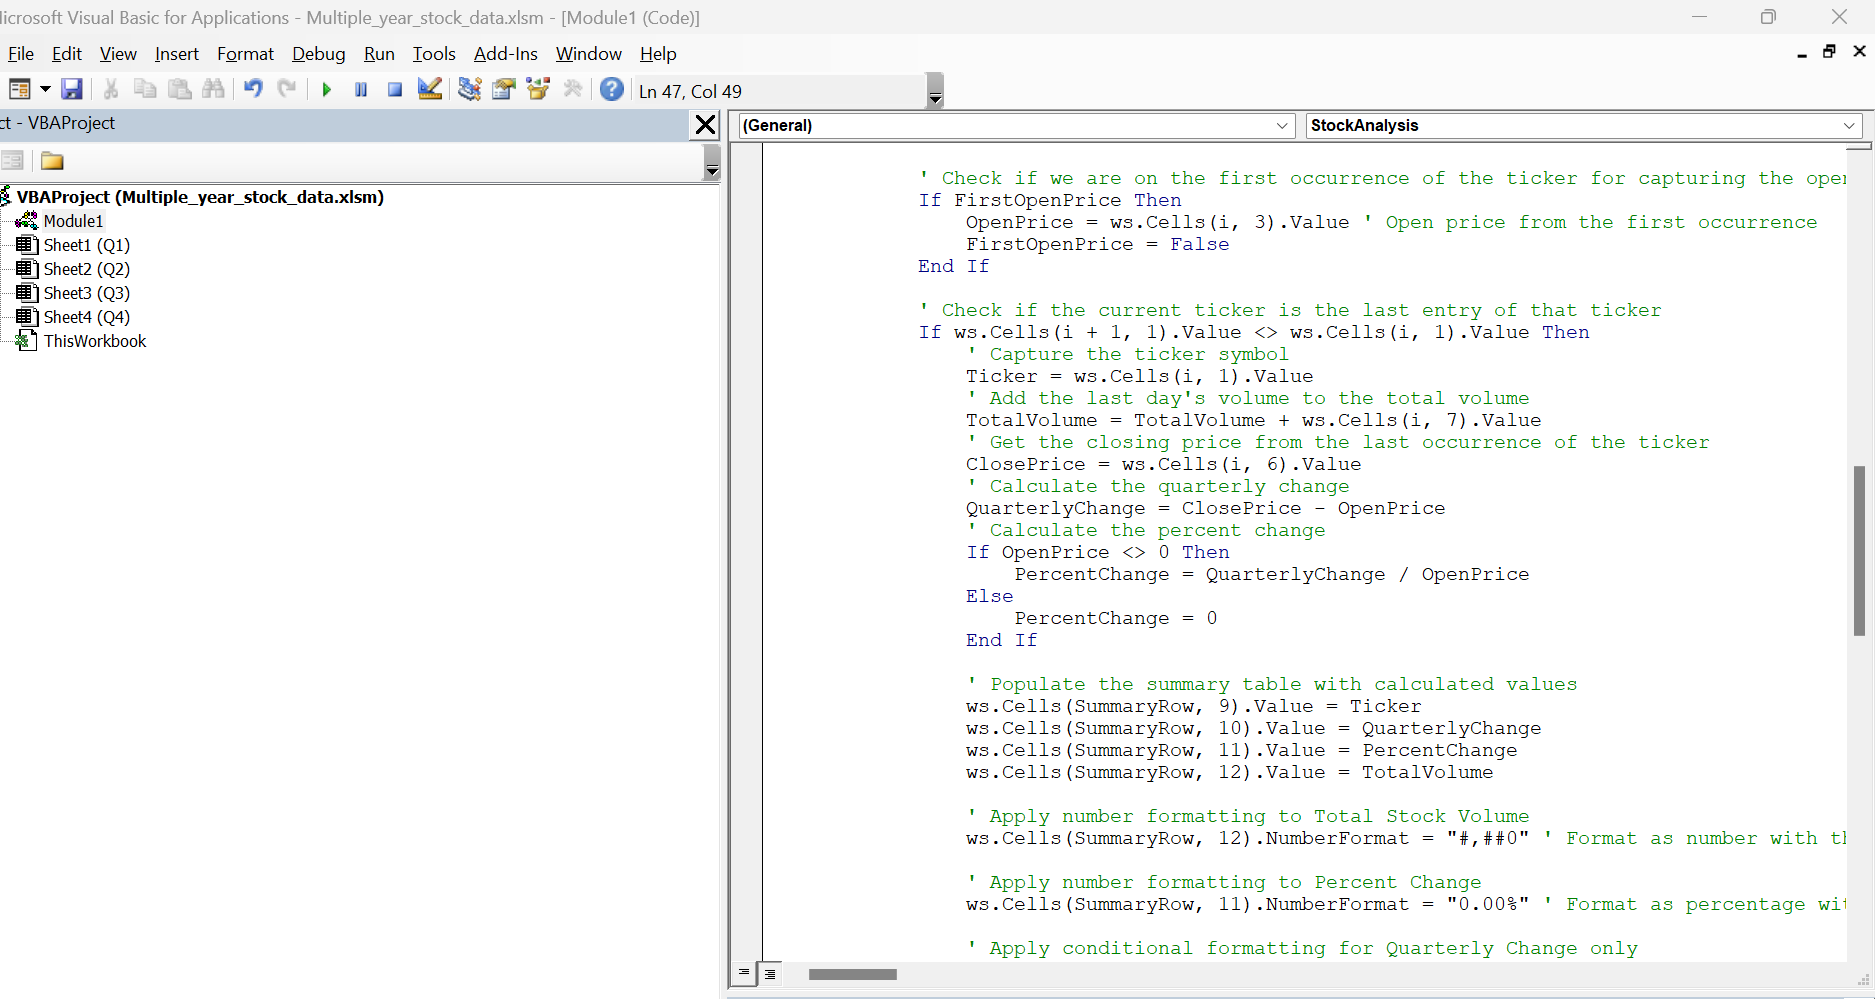 icrosoft Visual Basic for Applications - Multiple_year_stock_data.xlsm - [Module1 (Code)]
File Edit View Insert Format Debug Run Tools Add-Ins Window Help
Ln 47, Col 49
ct - VBAProject
(General) StockAnalysis
VBAProject (Multiple_year_stock_data.xlsm)
Module1
Sheet1 (Q1)
Sheet2 (Q2)
Sheet3 (Q3)
Sheet4 (Q4)
ThisWorkbook
' Check if we are on the first occurrence of the ticker for capturing the oper
If FirstOpenPrice Then
    OpenPrice = ws.Cells(i, 3).Value ' Open price from the first occurrence
    FirstOpenPrice = False
End If
' Check if the current ticker is the last entry of that ticker
If ws.Cells(i + 1, 1).Value <> ws.Cells(i, 1).Value Then
    ' Capture the ticker symbol
    Ticker = ws.Cells(i, 1).Value
    ' Add the last day's volume to the total volume
    TotalVolume = TotalVolume + ws.Cells(i, 7).Value
    ' Get the closing price from the last occurrence of the ticker
    ClosePrice = ws.Cells(i, 6).Value
    ' Calculate the quarterly change
    QuarterlyChange = ClosePrice - OpenPrice
    ' Calculate the percent change
    If OpenPrice <> 0 Then
        PercentChange = QuarterlyChange / OpenPrice
    Else
        PercentChange = 0
    End If
    ' Populate the summary table with calculated values
    ws.Cells(SummaryRow, 9).Value = Ticker
    ws.Cells(SummaryRow, 10).Value = QuarterlyChange
    ws.Cells(SummaryRow, 11).Value = PercentChange
    ws.Cells(SummaryRow, 12).Value = TotalVolume
    ' Apply number formatting to Total Stock Volume
    ws.Cells(SummaryRow, 12).NumberFormat = "#,##0" ' Format as number with th
    ' Apply number formatting to Percent Change
    ws.Cells(SummaryRow, 11).NumberFormat = "0.00%" ' Format as percentage wit
    ' Apply conditional formatting for Quarterly Change only